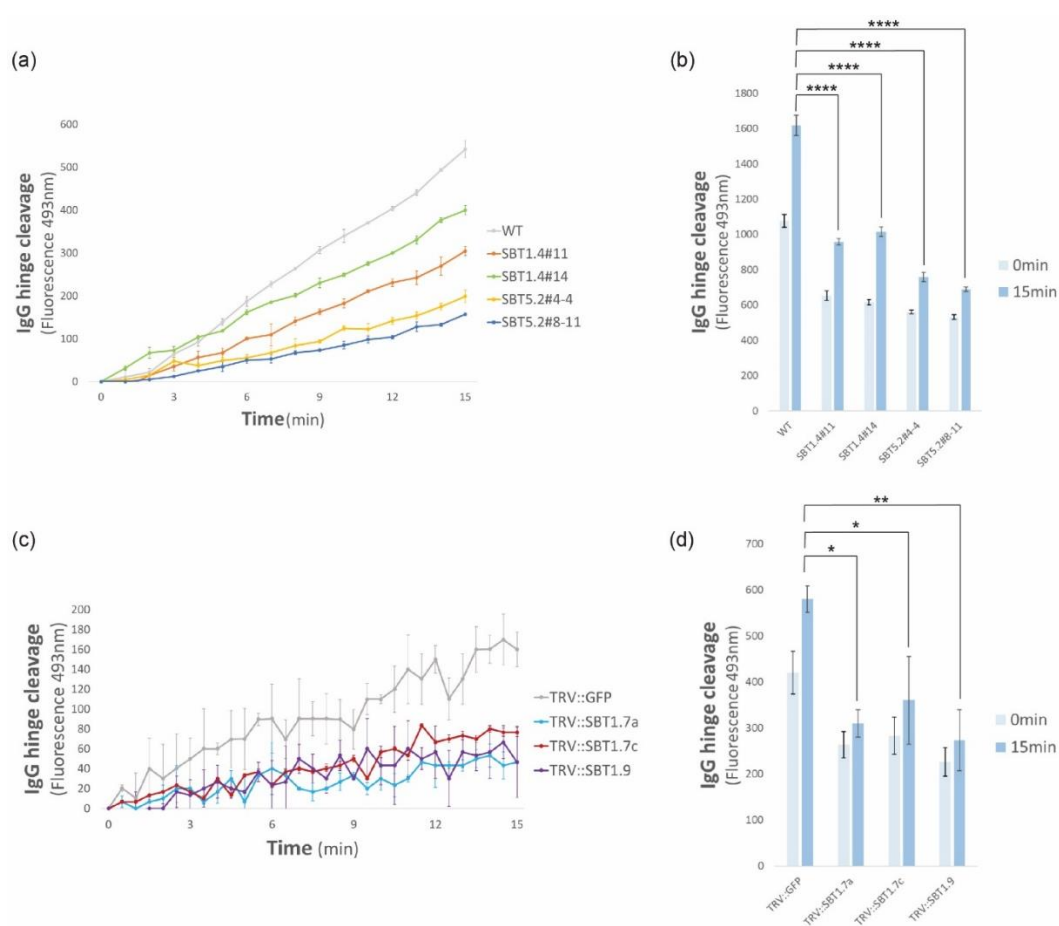 (a)
IgG hinge cleavage
(Fluorescence 493nm)
600
500
400
300
200
100
0
0 3 6 9 12 15
Time(min)
WT
SBT1.4#11
SBT1.4#14
SBT5.2#4-4
SBT5.2#8-11
(b)
****
****
****
****
IgG hinge cleavage
(Fluorescence 493nm)
1800
1600
1400
1200
1000
800
600
400
200
0
WT
SBT1.4#11
SBT1.4#14
SBT5.2#4-4
SBT5.2#8-11
0min
15min
(c)
IgG hinge cleavage
(Fluorescence 493nm)
200
180
160
140
120
100
80
60
40
20
0
0 3 6 9 12 15
Time (min)
TRV::GFP
TRV::SBT1.7a
TRV::SBT1.7c
TRV::SBT1.9
(d)
**
*
*
IgG hinge cleavage
(Fluorescence 493nm)
700
600
500
400
300
200
100
0
TRV::GFP
TRV::SBT1.7a
TRV::SBT1.7c
TRV::SBT1.9
0min
15min